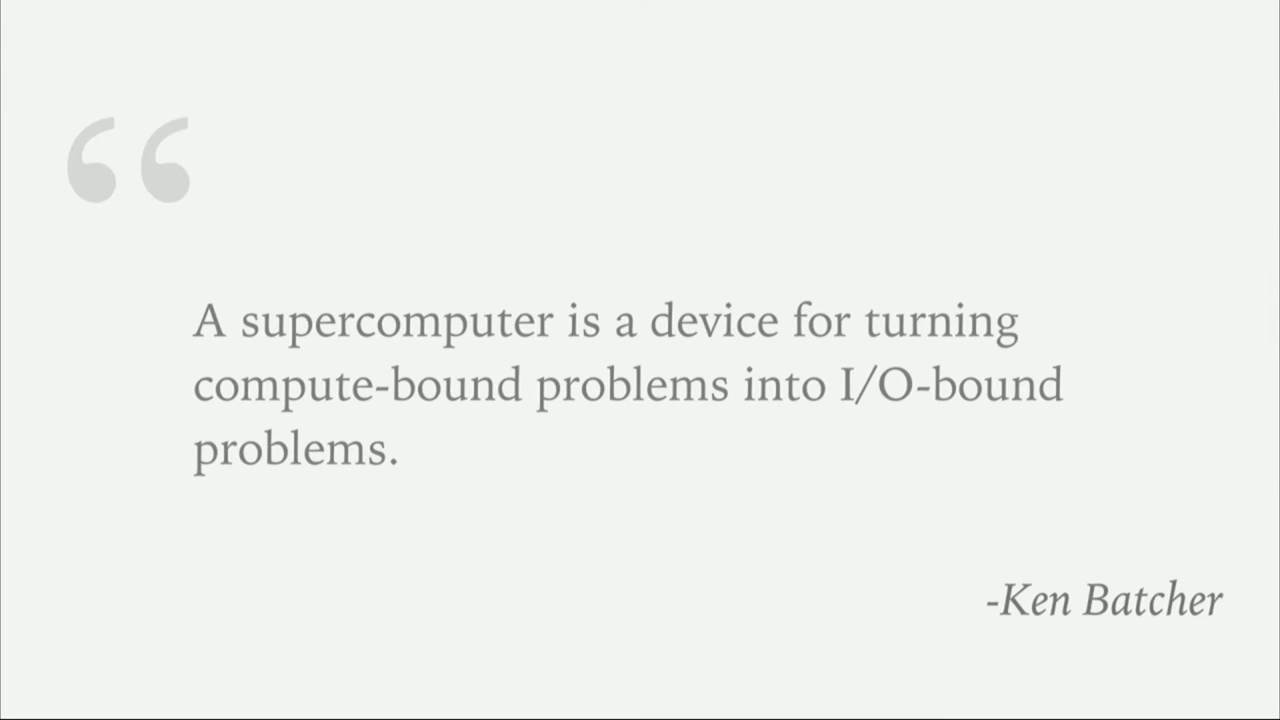 “
A supercomputer is a device for turning
compute-bound problems into I/O-bound
problems.
-Ken Batcher